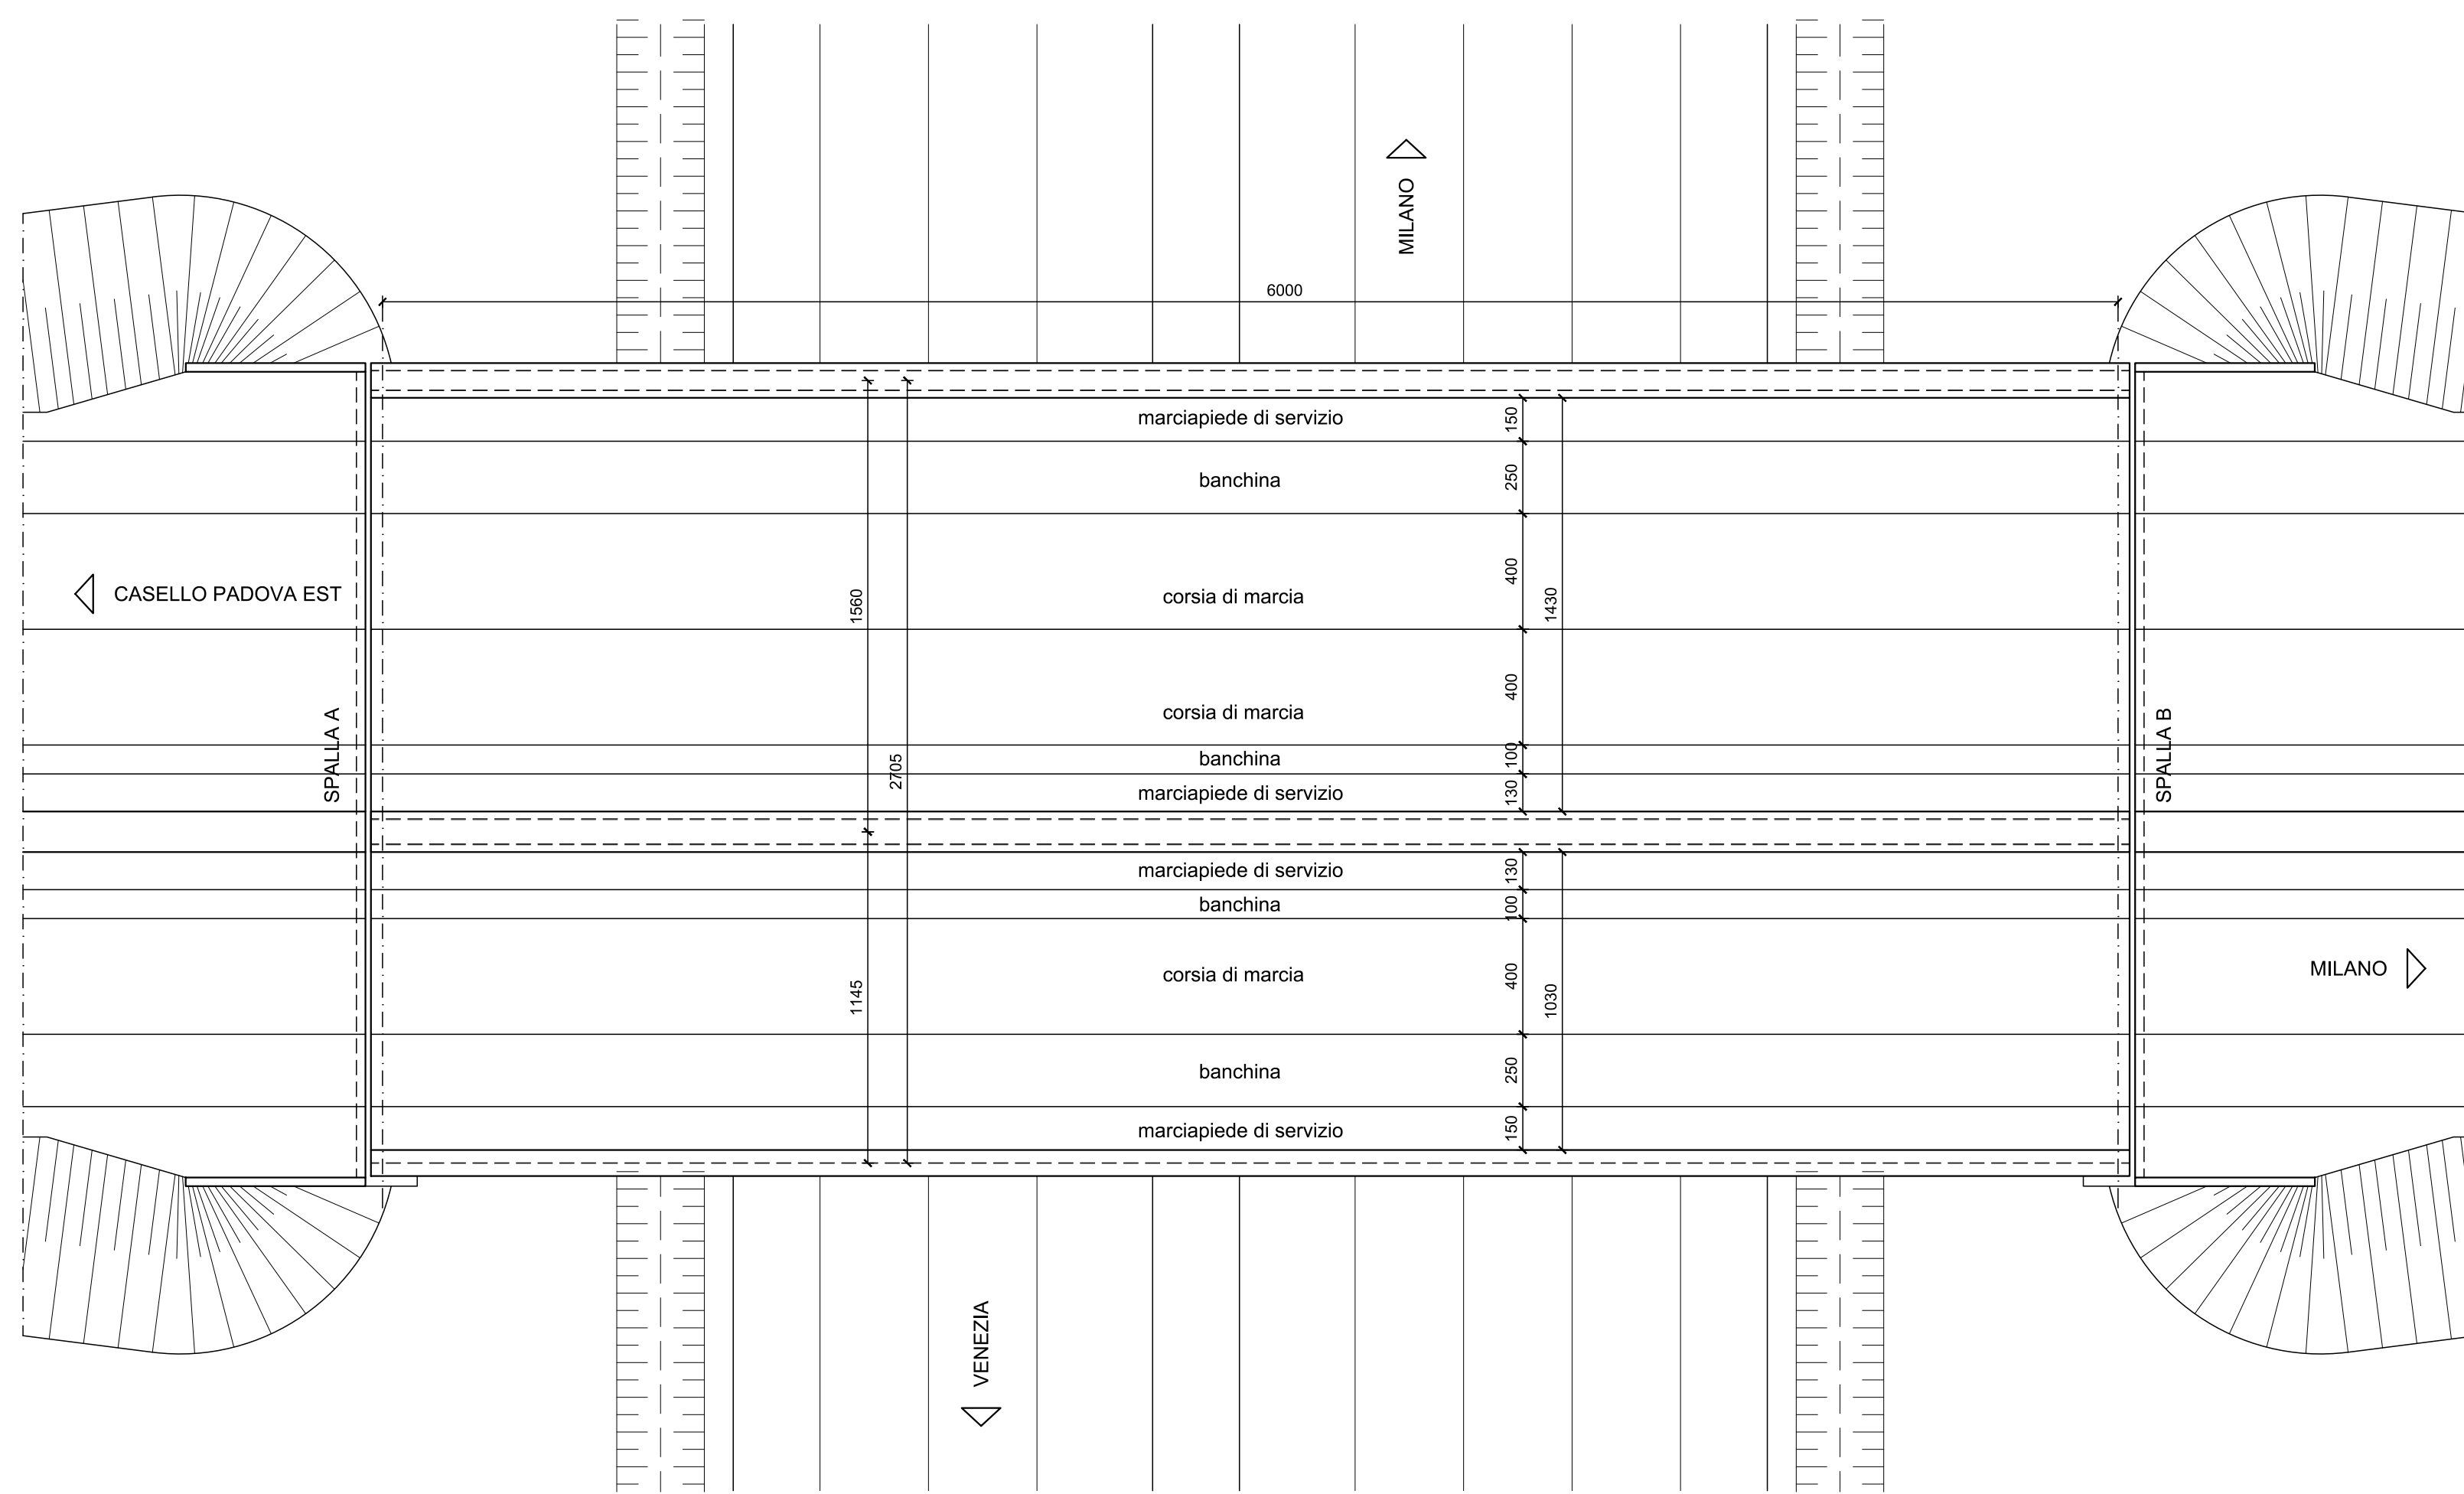 MILANO
6000
marciapiede di servizio
150
banchina
250
CASELLO PADOVA EST
corsia di marcia
400
1560
1430
corsia di marcia
400
SPALLA A
SPALLA B
2705
banchina
100
marciapiede di servizio
130
marciapiede di servizio
130
banchina
100
corsia di marcia
400
MILANO
1145
1030
banchina
250
marciapiede di servizio
150
VENEZIA